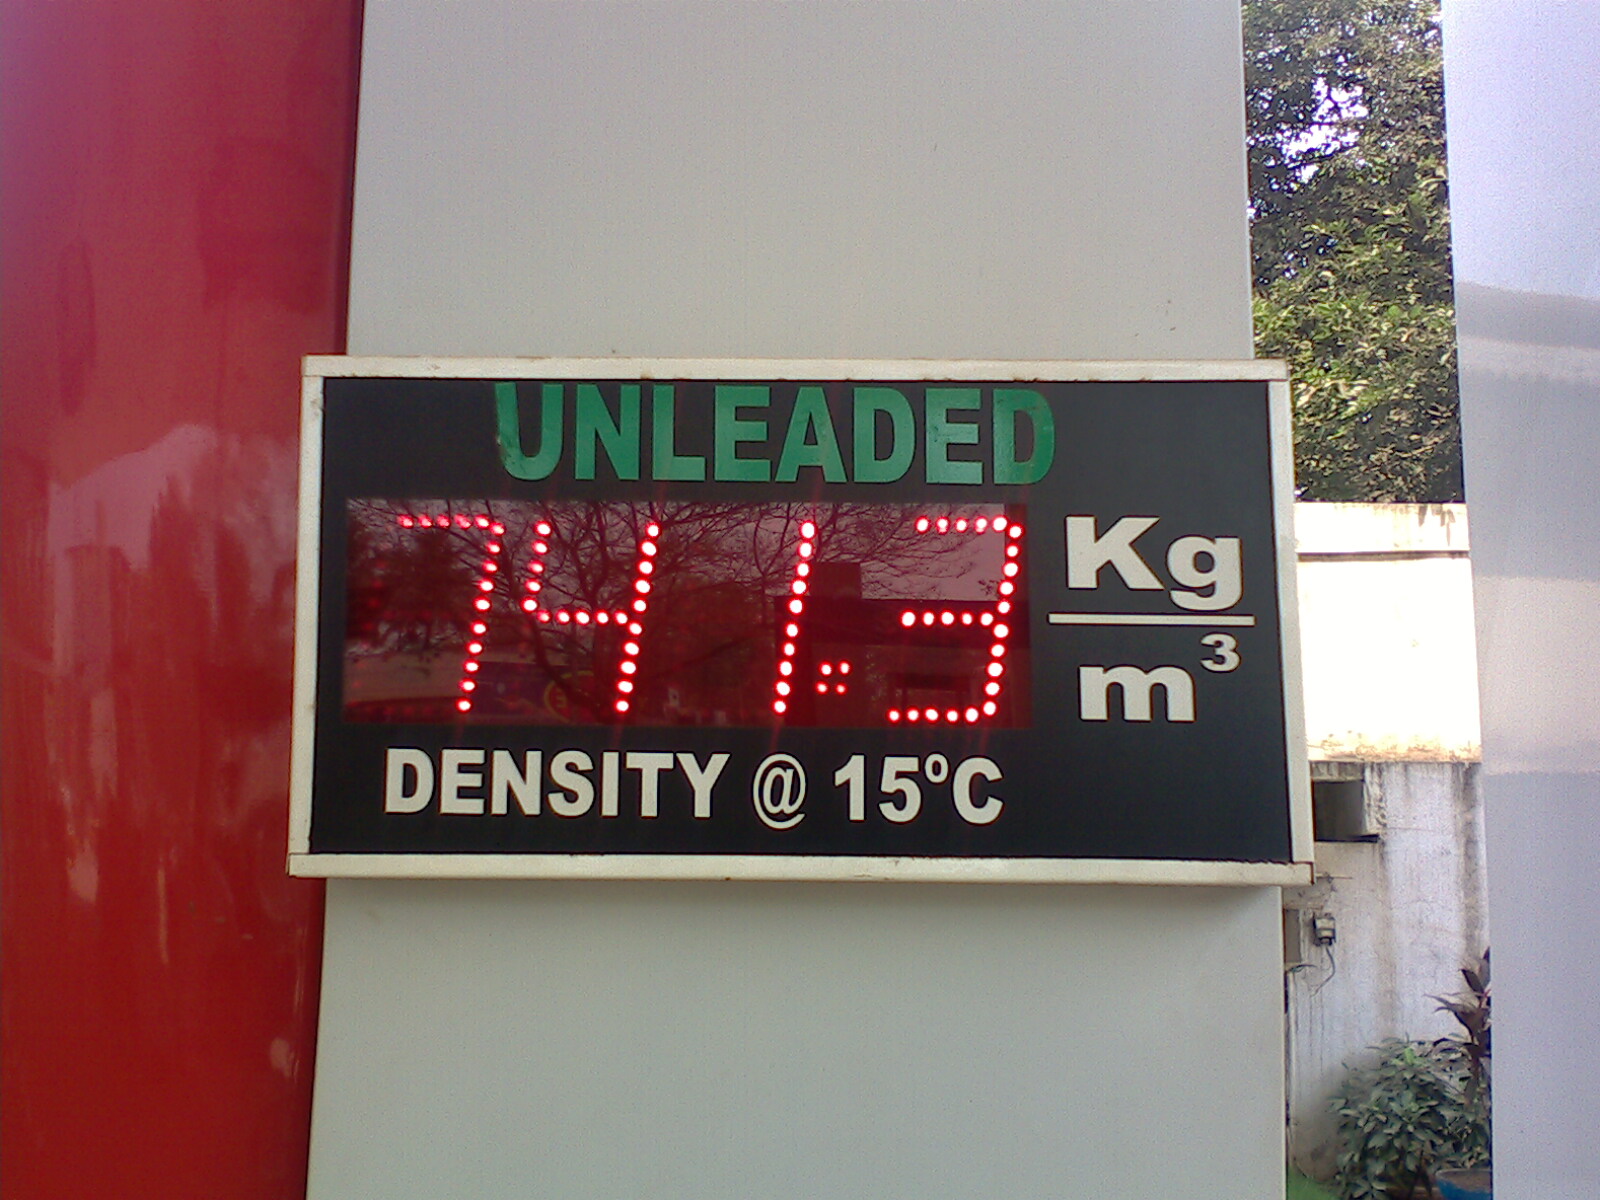 UNLEADED
741.3 Kg/m³
DENSITY @ 15°C